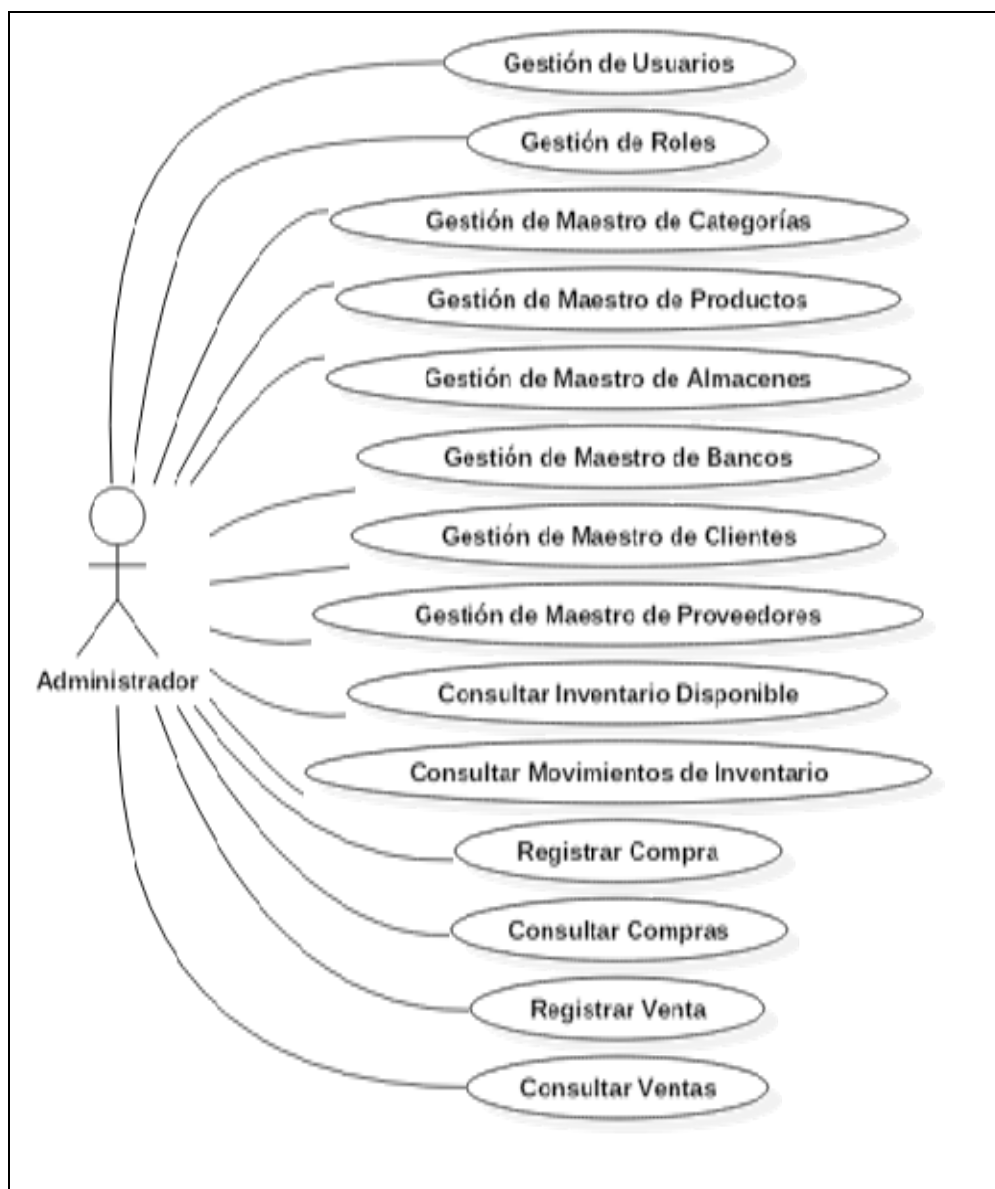 Gestión de Usuarios
Gestión de Roles
Gestión de Maestro de Categorías
Gestión de Maestro de Productos
Gestión de Maestro de Almacenes
Gestión de Maestro de Bancos
Gestión de Maestro de Clientes
Gestión de Maestro de Proveedores
Administrador
Consultar Inventario Disponible
Consultar Movimientos de Inventario
Registrar Compra
Consultar Compras
Registrar Venta
Consultar Ventas